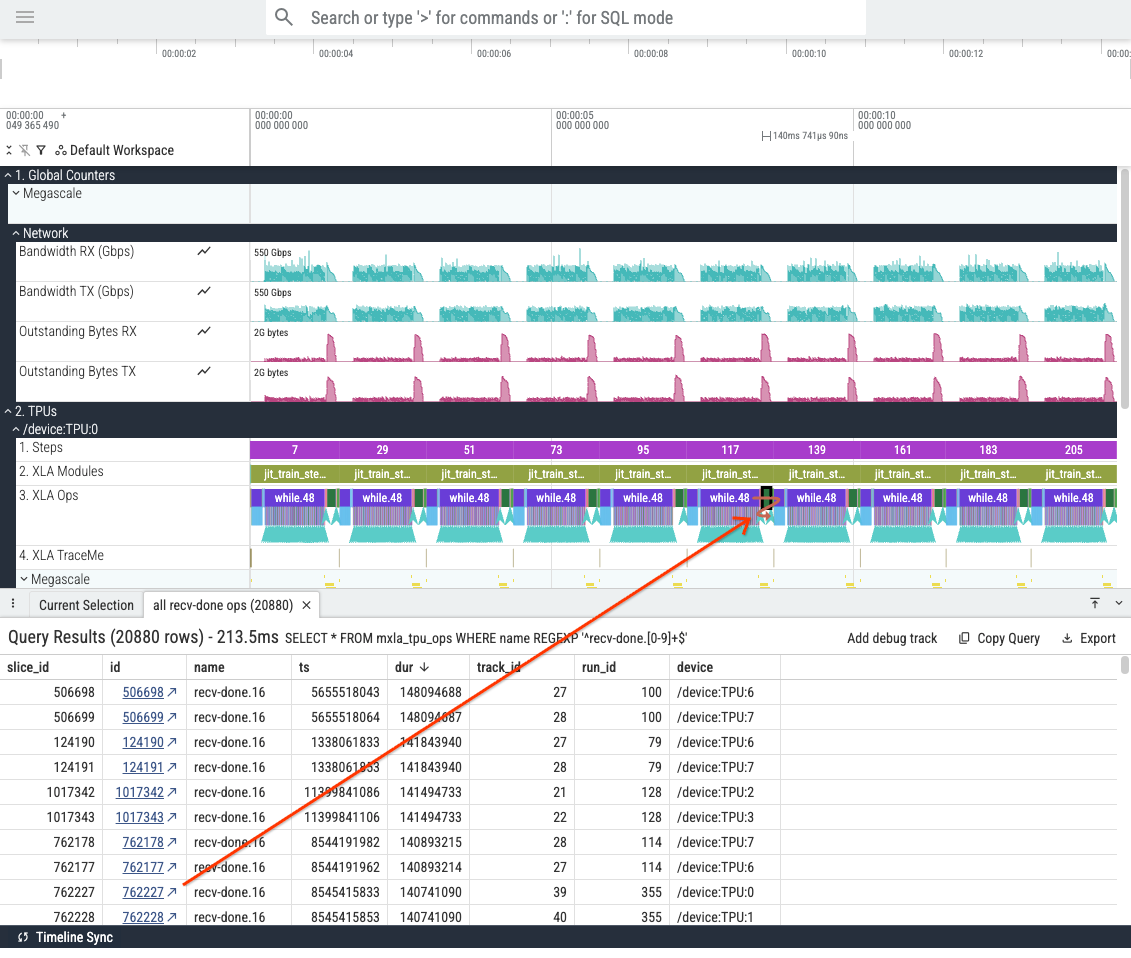 Search or type '>' for commands or ':' for SQL mode
00:00:02 00:00:04 00:00:06 00:00:08 00:00:10 00:00:12 00:00:
00:00:00 + 00:00:00 00:00:05 00:00:10
049 365 490 000 000 000 000 000 000 000 000 000
140ms 741µs 90ns
Default Workspace
1. Global Counters
Megascale
Network
Bandwidth RX (Gbps) 550 Gbps
Bandwidth TX (Gbps) 550 Gbps
Outstanding Bytes RX 2G bytes
Outstanding Bytes TX 2G bytes
2. TPUs
/device:TPU:0
1. Steps 7 29 51 73 95 117 139 161 183 205
2. XLA Modules jit_train_ste... jit_train_st... jit_train_st... jit_train_st... jit_train_st... jit_train_st... jit_train_st... jit_train_st... jit_train_st... jit_train_st...
3. XLA Ops while.48 while.48 while.48 while.48 while.48 while.48 while.48 while.48 while.48 while.48
4. XLA TraceMe
Megascale
Current Selection all recv-done ops (20880) ×
Query Results (20880 rows) - 213.5ms SELECT * FROM mxla_tpu_ops WHERE name REGEXP '^recv-done.[0-9]+$' Add debug track Copy Query Export
slice_id id name ts dur track_id run_id device
506698 506698 recv-done.16 5655518043 148094688 27 100 /device:TPU:6
506699 506699 recv-done.16 5655518064 148094687 28 100 /device:TPU:7
124190 124190 recv-done.16 1338061833 141843940 27 79 /device:TPU:6
124191 124191 recv-done.16 1338061853 141843940 28 79 /device:TPU:7
1017342 1017342 recv-done.16 11399841086 141494733 21 128 /device:TPU:2
1017343 1017343 recv-done.16 11399841106 141494733 22 128 /device:TPU:3
762178 762178 recv-done.16 8544191982 140893215 28 114 /device:TPU:7
762177 762177 recv-done.16 8544191962 140893214 27 114 /device:TPU:6
762227 762227 recv-done.16 8545415833 140741090 39 355 /device:TPU:0
762228 762228 recv-done.16 8545415853 140741090 40 355 /device:TPU:1
Timeline Sync